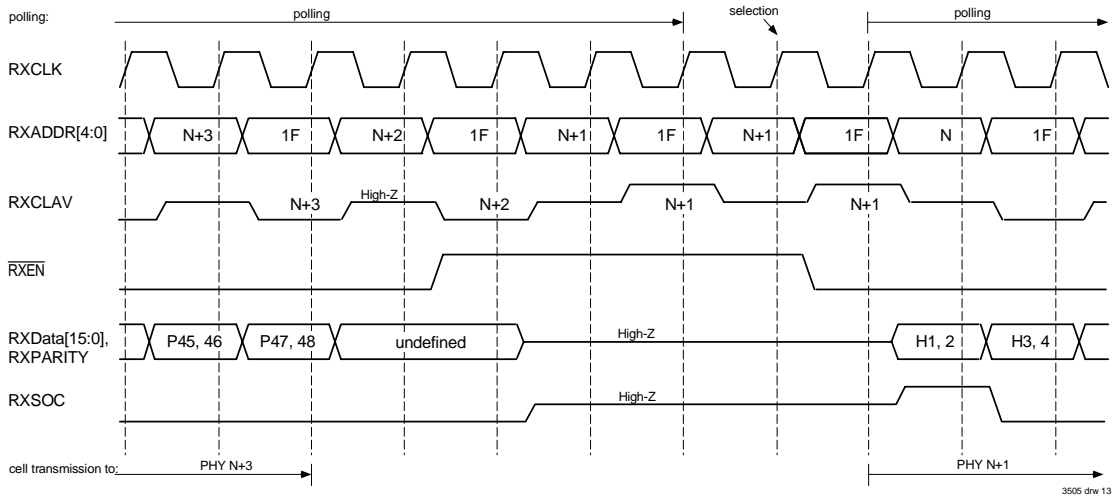 polling: polling selection polling
RXCLK
RXADDR[4:0] N+3 1F N+2 1F N+1 1F N+1 1F N 1F
RXCLAV N+3 High-Z N+2 N+1 N+1
RXEN
RXData[15:0], P45, 46 P47, 48 undefined High-Z H1, 2 H3, 4
RXPARITY
RXSOC High-Z
cell transmission to: PHY N+3 PHY N+1
3505 drw 13